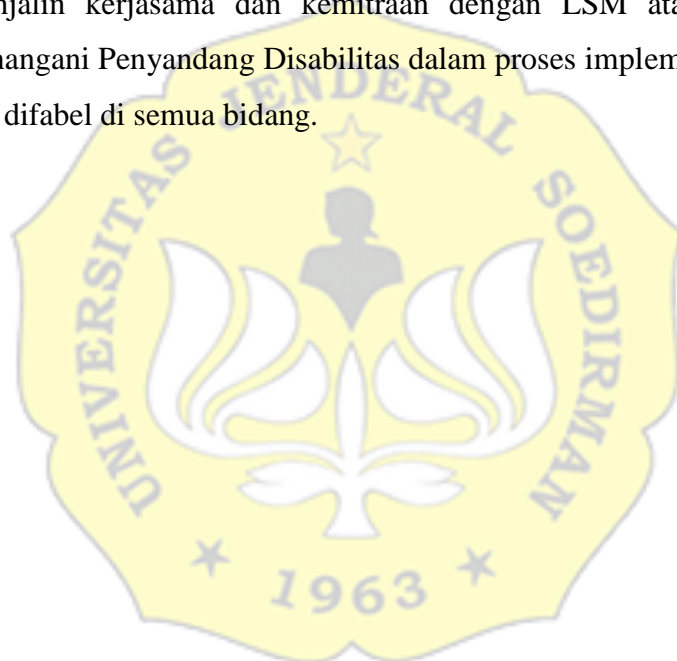 njalin kerjasama dan kemitraan dengan LSM ata
nangani Penyandang Disabilitas dalam proses implem
difabel di semua bidang.
UNIVERSITAS JENDERAL SOEDIRMAN
1963